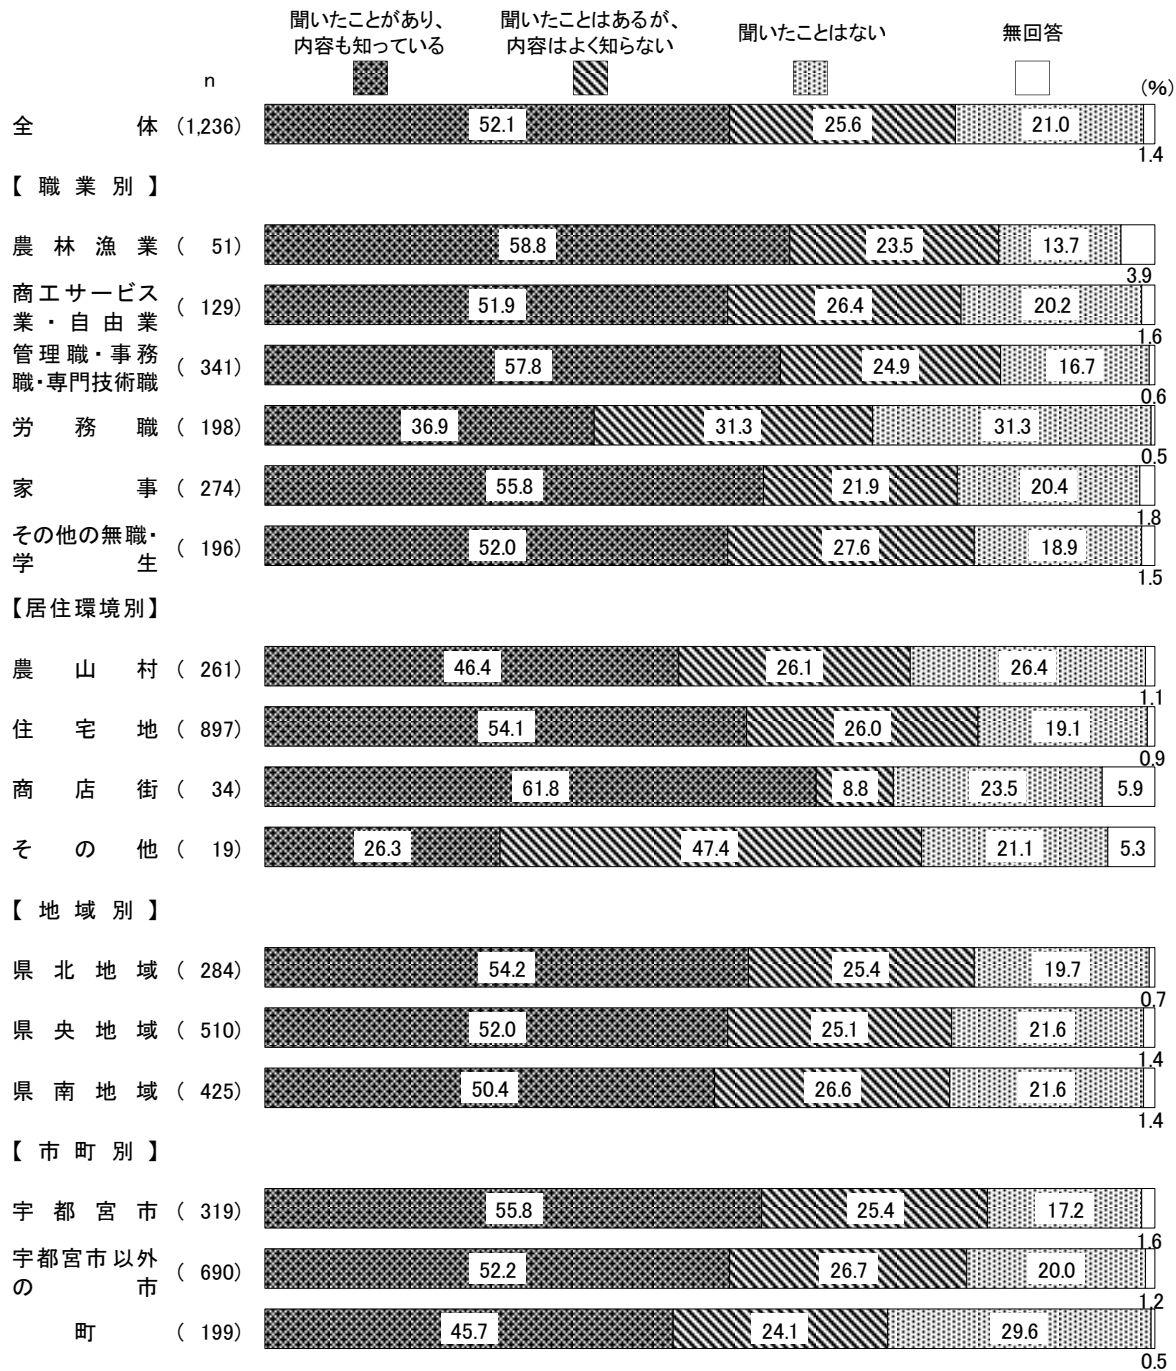 聞いたことがあり、
内容も知っている
聞いたことはあるが、
内容はよく知らない
聞いたことはない
無回答
n
(%)
全体 (1,236) 52.1 25.6 21.0 1.4
【職業別】
農林漁業 ( 51) 58.8 23.5 13.7 3.9
商工サービス
業・自由業 ( 129) 51.9 26.4 20.2 1.6
管理職・事務
職・専門技術職 ( 341) 57.8 24.9 16.7 0.6
労務職 ( 198) 36.9 31.3 31.3 0.5
家事 ( 274) 55.8 21.9 20.4 1.8
その他の無職・
学生 ( 196) 52.0 27.6 18.9 1.5
【居住環境別】
農山村 ( 261) 46.4 26.1 26.4 1.1
住宅地 ( 897) 54.1 26.0 19.1 0.9
商店街 ( 34) 61.8 8.8 23.5 5.9
その他 ( 19) 26.3 47.4 21.1 5.3
【地域別】
県北地域 ( 284) 54.2 25.4 19.7 0.7
県央地域 ( 510) 52.0 25.1 21.6 1.4
県南地域 ( 425) 50.4 26.6 21.6 1.4
【市町別】
宇都宮市 ( 319) 55.8 25.4 17.2 1.6
宇都宮市以外
の市 ( 690) 52.2 26.7 20.0 1.2
町 ( 199) 45.7 24.1 29.6 0.5